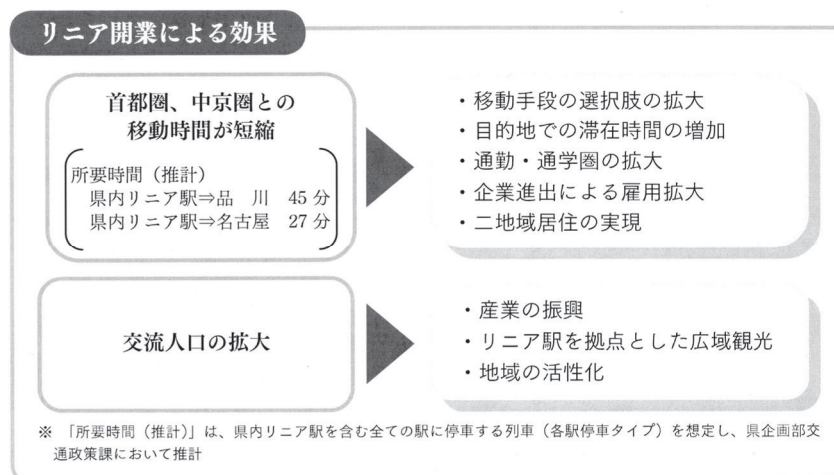 リニア開業による効果
首都圏、中京圏との
移動時間が短縮
所要時間（推計）
県内リニア駅⇒品　川　45 分
県内リニア駅⇒名古屋　27 分
・移動手段の選択肢の拡大
・目的地での滞在時間の増加
・通勤・通学圏の拡大
・企業進出による雇用拡大
・二地域居住の実現
交流人口の拡大
・産業の振興
・リニア駅を拠点とした広域観光
・地域の活性化
※　「所要時間（推計）」は、県内リニア駅を含む全ての駅に停車する列車（各駅停車タイプ）を想定し、県企画部交
通政策課において推計